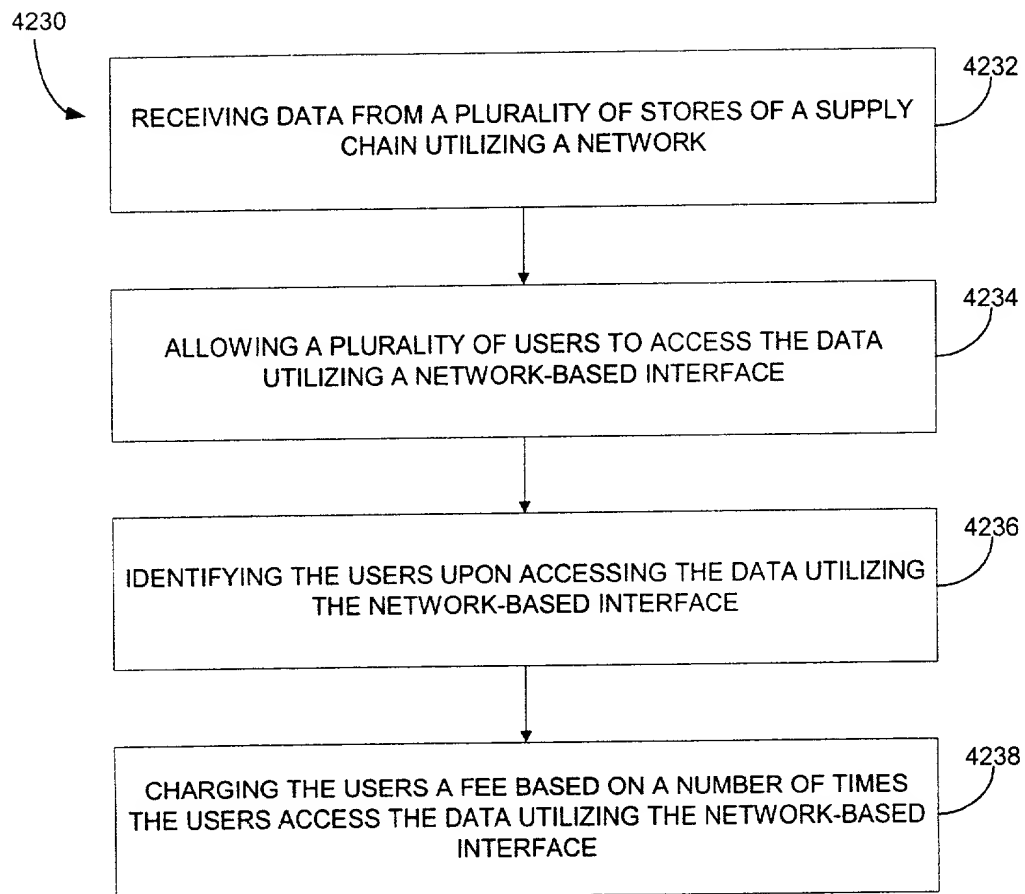 4230
4232
RECEIVING DATA FROM A PLURALITY OF STORES OF A SUPPLY
CHAIN UTILIZING A NETWORK
4234
ALLOWING A PLURALITY OF USERS TO ACCESS THE DATA
UTILIZING A NETWORK-BASED INTERFACE
4236
IDENTIFYING THE USERS UPON ACCESSING THE DATA UTILIZING
THE NETWORK-BASED INTERFACE
4238
CHARGING THE USERS A FEE BASED ON A NUMBER OF TIMES
THE USERS ACCESS THE DATA UTILIZING THE NETWORK-BASED
INTERFACE